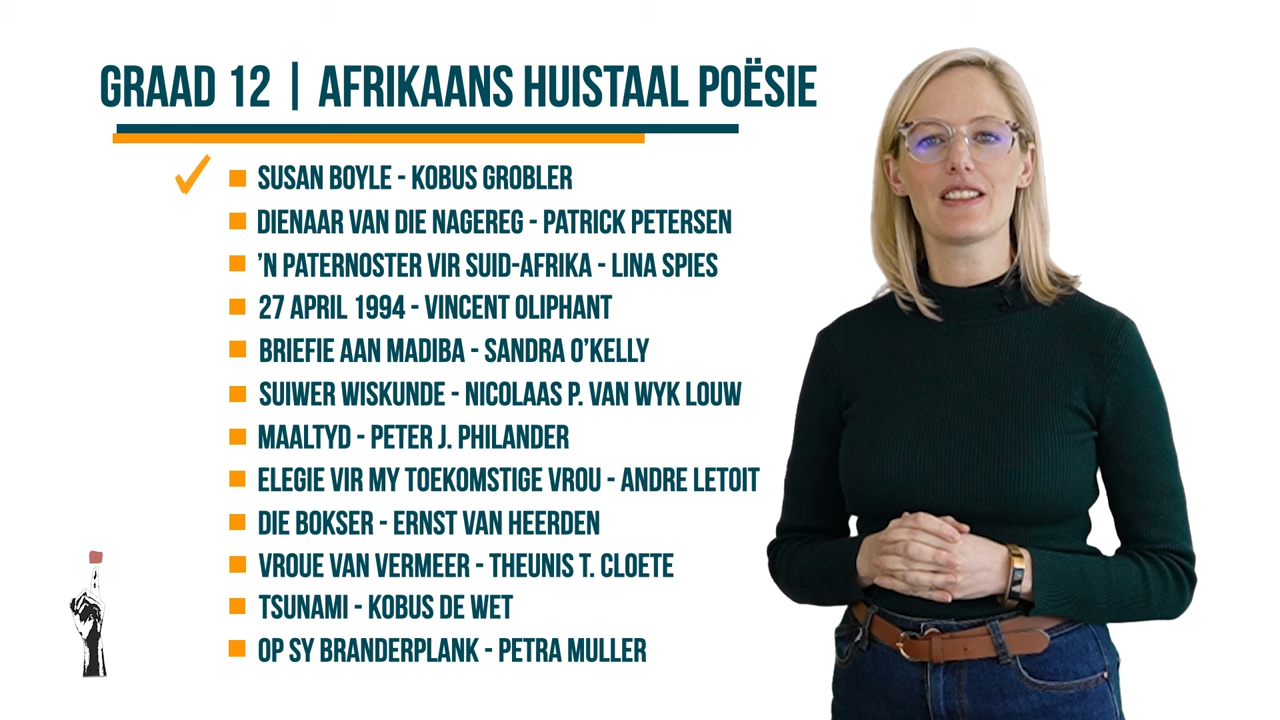 GRAAD 12 | AFRIKAANS HUISTAAL POËSIE
SUSAN BOYLE - KOBUS GROBLER
DIENAAR VAN DIE NAGEREG - PATRICK PETERSEN
'N PATERNOSTER VIR SUID-AFRIKA - LINA SPIES
27 APRIL 1994 - VINCENT OLIPHANT
BRIEFIE AAN MADIBA - SANDRA O'KELLY
SUIWER WISKUNDE - NICOLAAS P. VAN WYK LOUW
MAALTYD - PETER J. PHILANDER
ELEGIE VIR MY TOEKOMSTIGE VROU - ANDRE LETOIT
DIE BOKSER - ERNST VAN HEERDEN
VROUE VAN VERMEER - THEUNIS T. CLOETE
TSUNAMI - KOBUS DE WET
OP SY BRANDERPLANK - PETRA MULLER